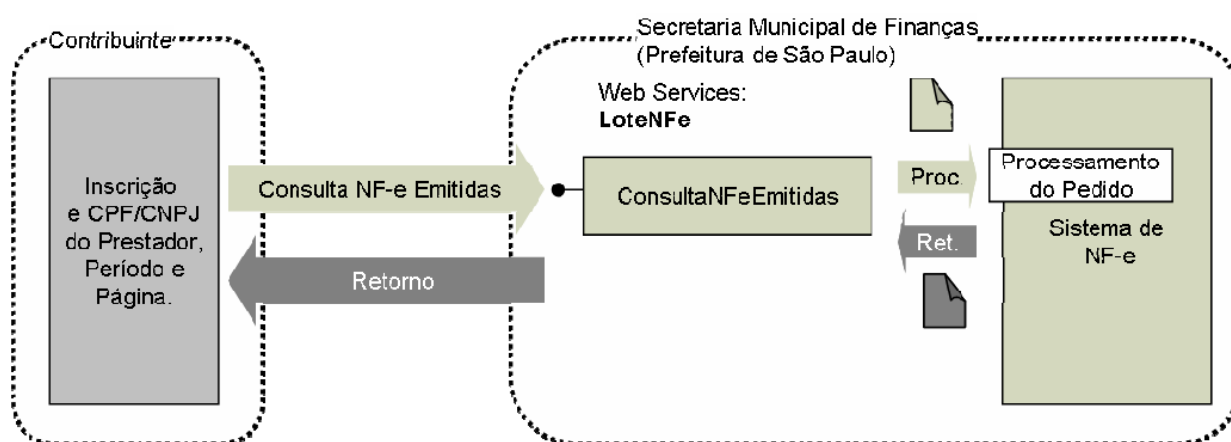 Contribuinte
Inscrição
e CPF/CNPJ
do Prestador,
Período e
Página.
Consulta NF-e Emitidas
Retorno
Secretaria Municipal de Finanças
(Prefeitura de São Paulo)
Web Services:
LoteNFe
ConsultaNFeEmitidas
Proc.
Ret.
Processamento
do Pedido
Sistema de
NF-e